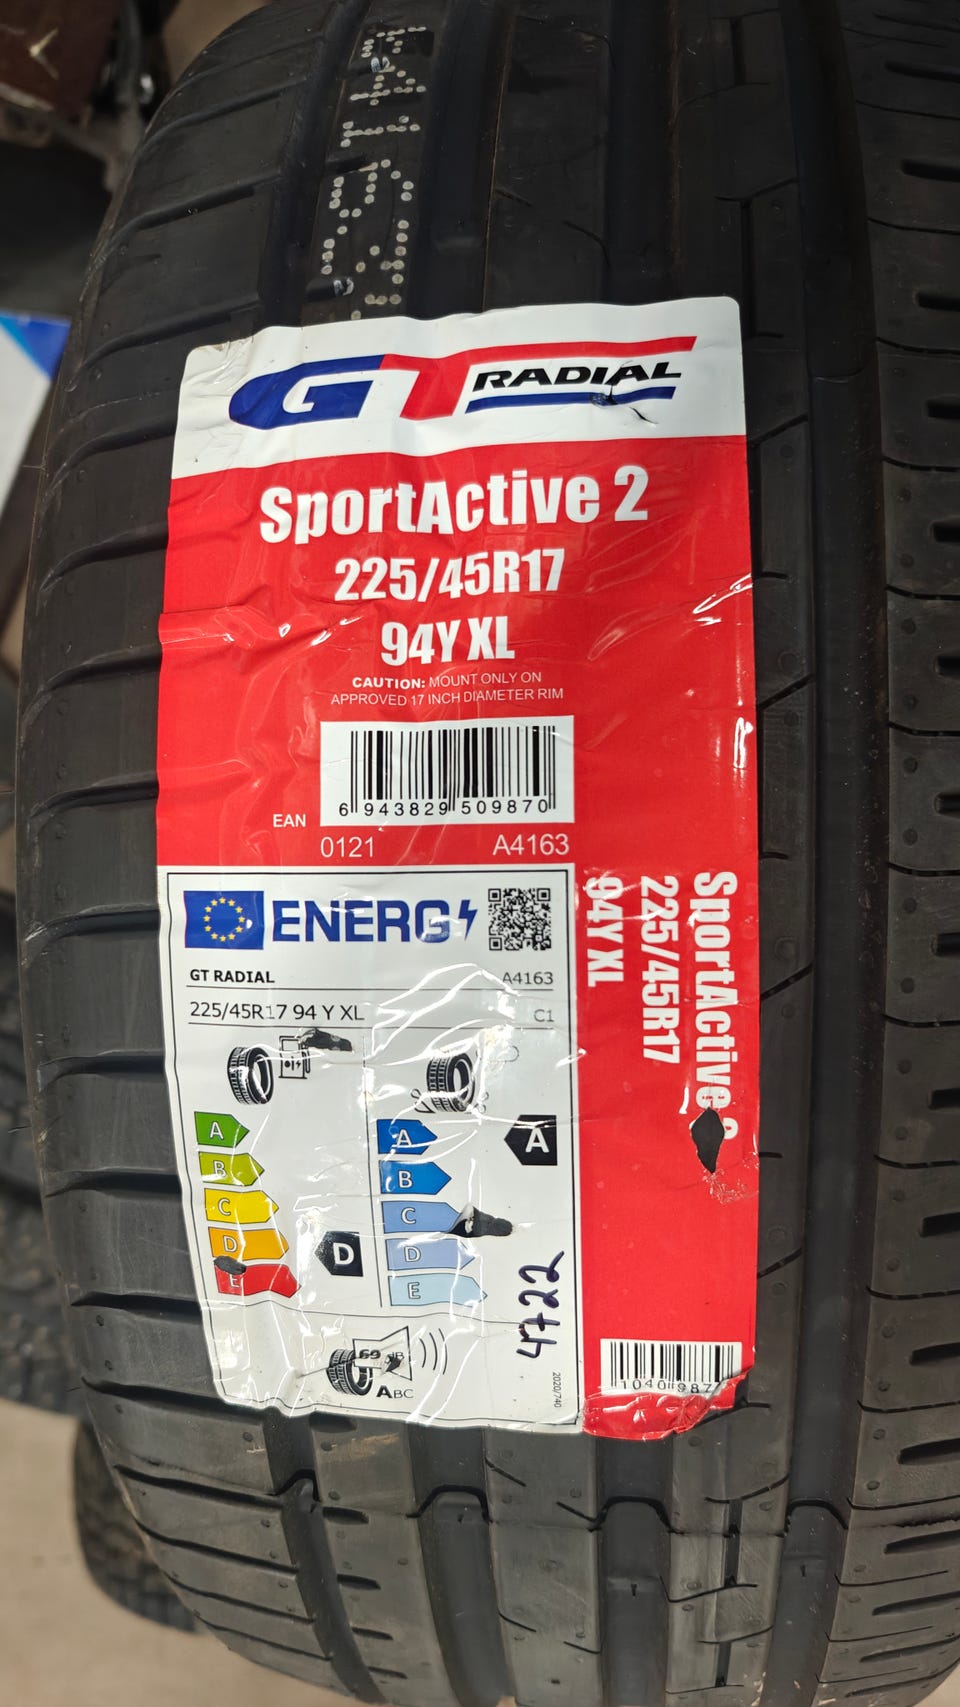 GT RADIAL
SportActive 2
225/45R17
94Y XL
CAUTION: MOUNT ONLY ON
APPROVED 17 INCH DIAMETER RIM
6 943829 509870
EAN
0121 A4163
ENERG
GT RADIAL A4163
225/45R17 94 Y XL C1
A
B
C
D
E
D
A
B
C
D
E
A
69 dB
ABC
4722
2020/740
SportActive 2
225/45R17
94Y XL